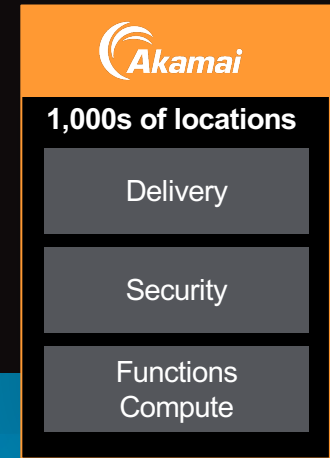 Akamai
1,000s of locations
Delivery
Security
Functions
Compute